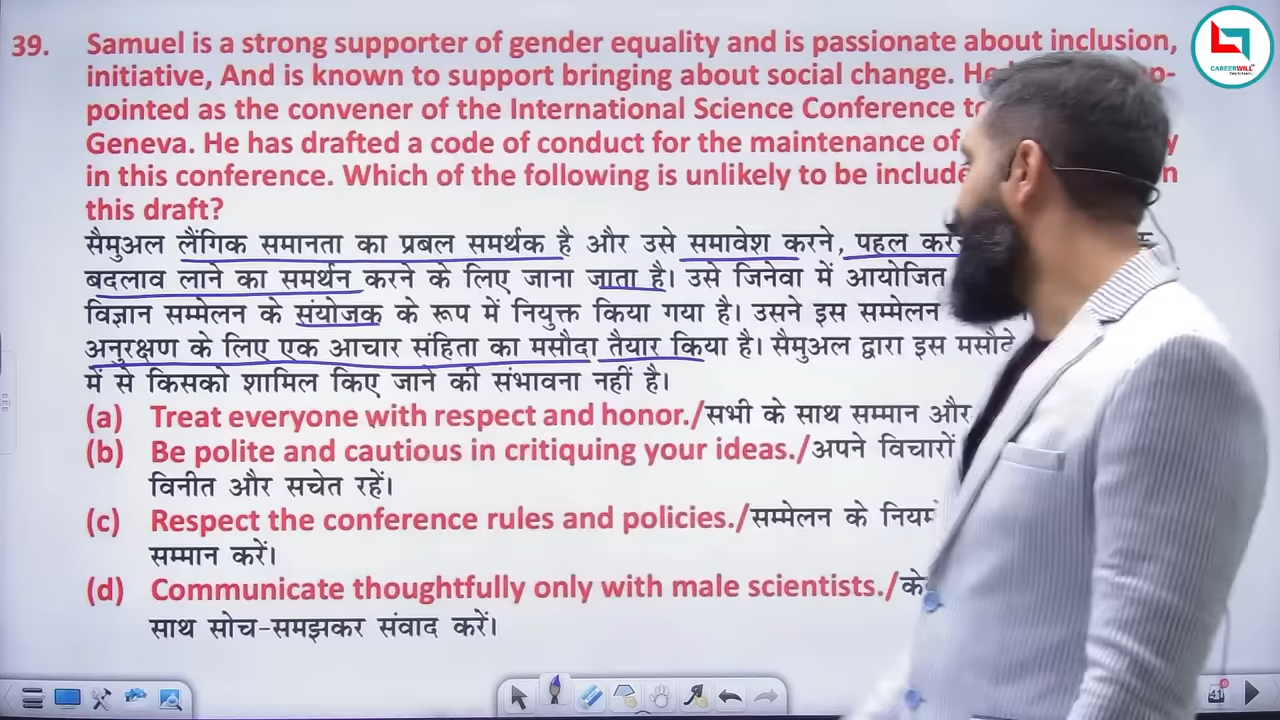 39. Samuel is a strong supporter of gender equality and is passionate about inclusion,
initiative, And is known to support bringing about social change. He
pointed as the convener of the International Science Conference
Geneva. He has drafted a code of conduct for the maintenance of
in this conference. Which of the following is unlikely to be
this draft?
सैमुअल लैंगिक समानता का प्रबल समर्थक है और उसे समावेश करने, पहल
बदलाव लाने का समर्थन करने के लिए जाना जाता है। उसे जिनेवा में आयोजित
विज्ञान सम्मेलन के संयोजक के रूप में नियुक्त किया गया है। उसने इस सम्मेलन
अनुरक्षण के लिए एक आचार संहिता का मसौदा तैयार किया है। सैमुअल द्वारा इस मसौदे
में से किसको शामिल किए जाने की संभावना नहीं है।
(a) Treat everyone with respect and honor./सभी के साथ सम्मान और
(b) Be polite and cautious in critiquing your ideas./अपने विचारों
विनीत और सचेत रहें।
(c) Respect the conference rules and policies./सम्मेलन के
सम्मान करें।
(d) Communicate thoughtfully only with male scientists./
साथ सोच-समझकर संवाद करें।
CAREERWILL
41